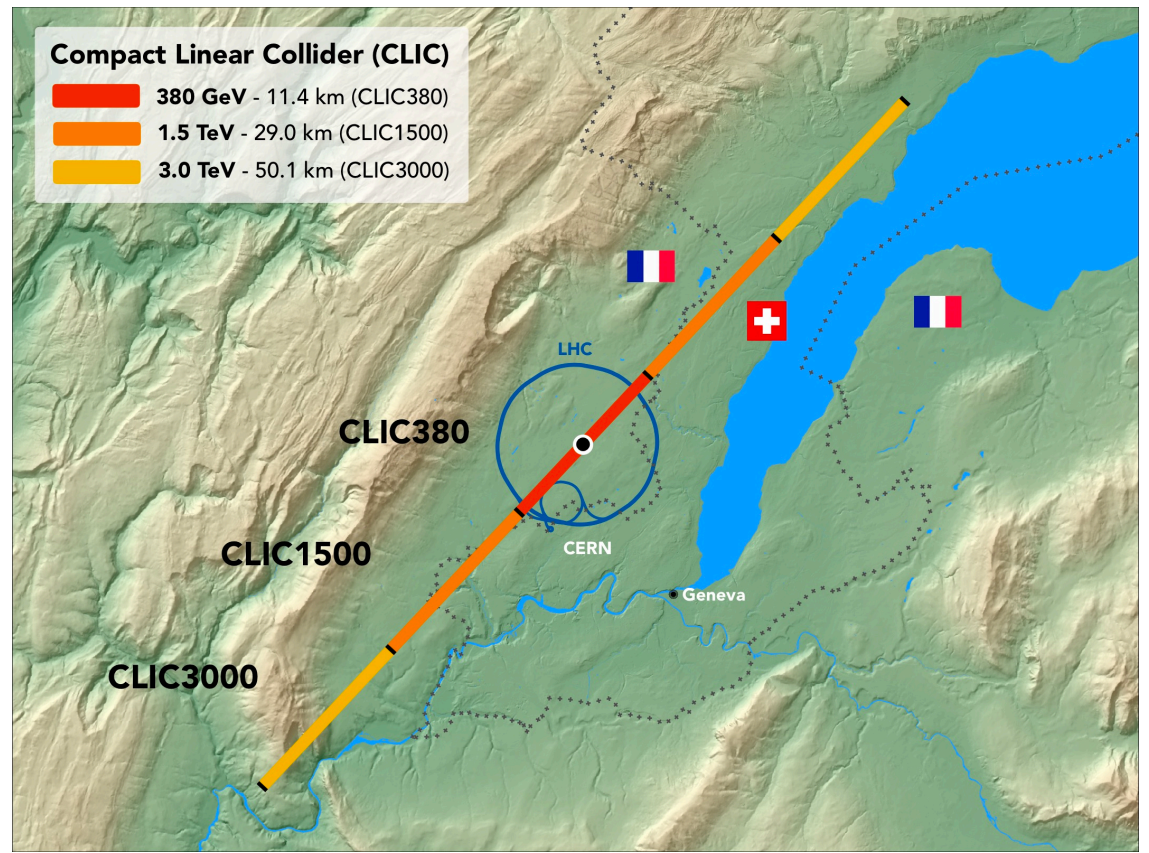 Compact Linear Collider (CLIC)
380 GeV - 11.4 km (CLIC380)
1.5 TeV - 29.0 km (CLIC1500)
3.0 TeV - 50.1 km (CLIC3000)
LHC
CLIC380
CLIC1500
CERN
Geneva
CLIC3000